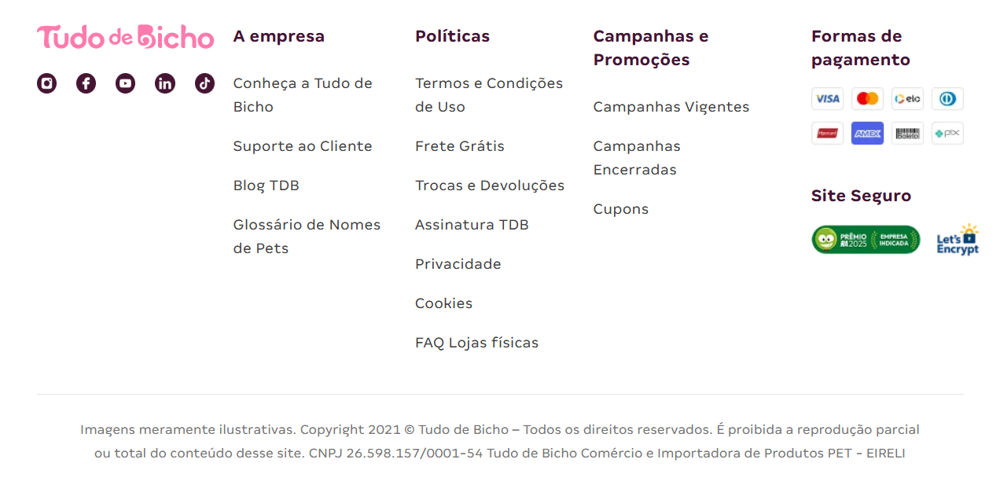 Tudo de Bicho
A empresa
Conheça a Tudo de
Bicho
Suporte ao Cliente
Blog TDB
Glossário de Nomes
de Pets
Políticas
Termos e Condições
de Uso
Frete Grátis
Trocas e Devoluções
Assinatura TDB
Privacidade
Cookies
FAQ Lojas físicas
Campanhas e
Promoções
Campanhas Vigentes
Campanhas
Encerradas
Cupons
Formas de
pagamento
VISA
elo
AMEX
Boleto
pix
Site Seguro
PRÊMIO
RA2025
EMPRESA
INDICADA
Let's
Encrypt
Imagens meramente ilustrativas. Copyright 2021 © Tudo de Bicho – Todos os direitos reservados. É proibida a reprodução parcial
ou total do conteúdo desse site. CNPJ 26.598.157/0001-54 Tudo de Bicho Comércio e Importadora de Produtos PET - EIRELI